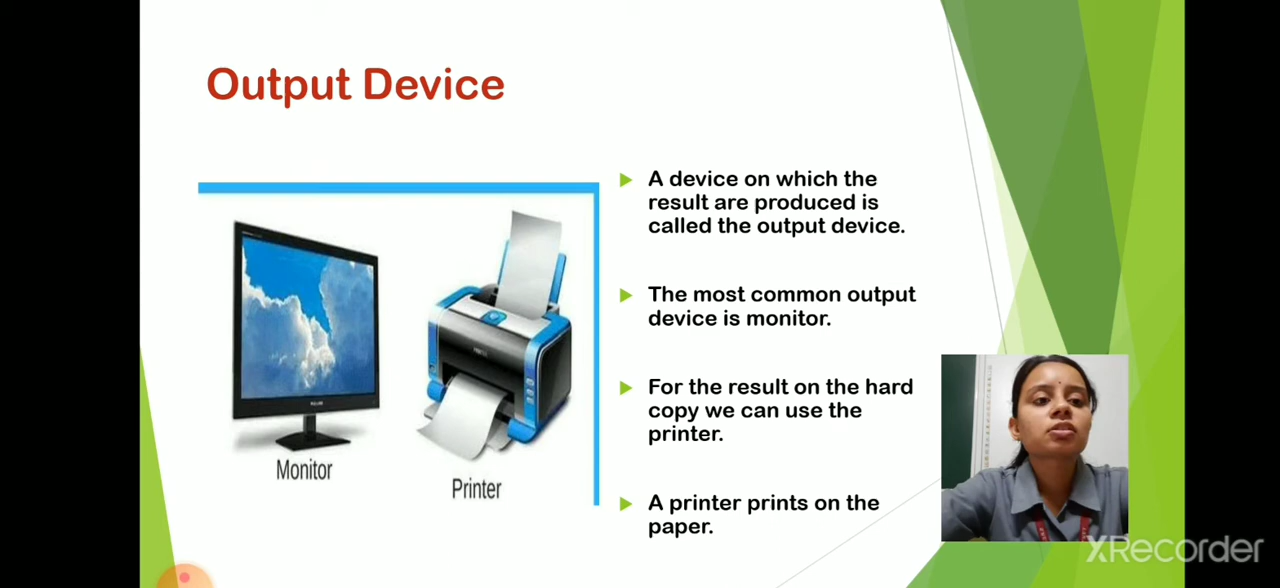 Output Device
A device on which the
result are produced is
called the output device.
The most common output
device is monitor.
For the result on the hard
copy we can use the
printer.
A printer prints on the
paper.
Monitor
Printer
XRecorder